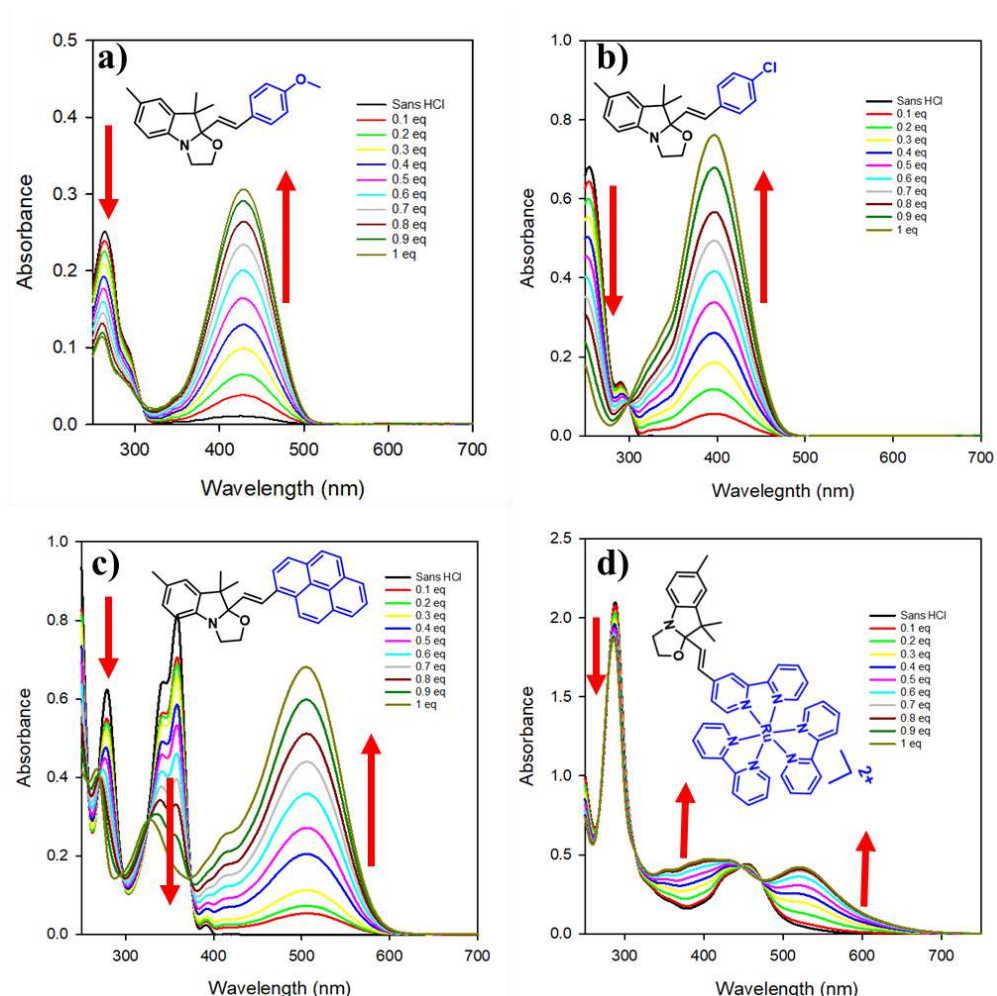 a)
0.5
0.4
0.3
0.2
0.1
0.0
Absorbance
O
N
O
Sans HCl
0.1 eq
0.2 eq
0.3 eq
0.4 eq
0.5 eq
0.6 eq
0.7 eq
0.8 eq
0.9 eq
1 eq
300 400 500 600 700
Wavelength (nm)
b)
1.0
0.8
0.6
0.4
0.2
0.0
Absorbance
Cl
N
O
Sans HCl
0.1 eq
0.2 eq
0.3 eq
0.4 eq
0.5 eq
0.6 eq
0.7 eq
0.8 eq
0.9 eq
1 eq
300 400 500 600 700
Wavelegnth (nm)
c)
1.0
0.8
0.6
0.4
0.2
0.0
Absorbance
N
O
Sans HCl
0.1 eq
0.2 eq
0.3 eq
0.4 eq
0.5 eq
0.6 eq
0.7 eq
0.8 eq
0.9 eq
1 eq
300 400 500 600 700
Wavelength (nm)
d)
2.5
2.0
1.5
1.0
0.5
0.0
Absorbance
N
O
N
N
N
Ru
N
N
N
2+
Sans HCl
0.1 eq
0.2 eq
0.3 eq
0.4 eq
0.5 eq
0.6 eq
0.7 eq
0.8 eq
0.9 eq
1 eq
300 400 500 600 700
Wavelength (nm)